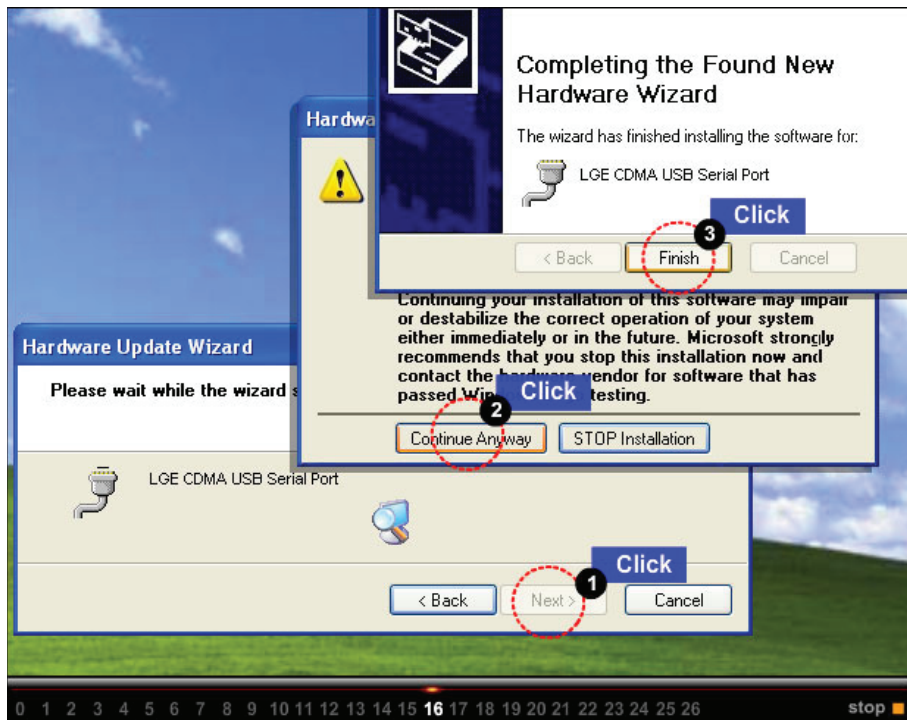 Completing the Found New
Hardware Wizard
The wizard has finished installing the software for:
LGE CDMA USB Serial Port
Click
3
< Back
Finish
Cancel
Hardwa
Continuing your installation of this software may impair
or destabilize the correct operation of your system
either immediately or in the future. Microsoft strongly
recommends that you stop this installation now and
contact the hardware vendor for software that has
passed Win testing.
Click
2
Continue Anyway
STOP Installation
Hardware Update Wizard
Please wait while the wizard s
LGE CDMA USB Serial Port
Click
1
< Back
Next >
Cancel
0 1 2 3 4 5 6 7 8 9 10 11 12 13 14 15 16 17 18 19 20 21 22 23 24 25 26
stop